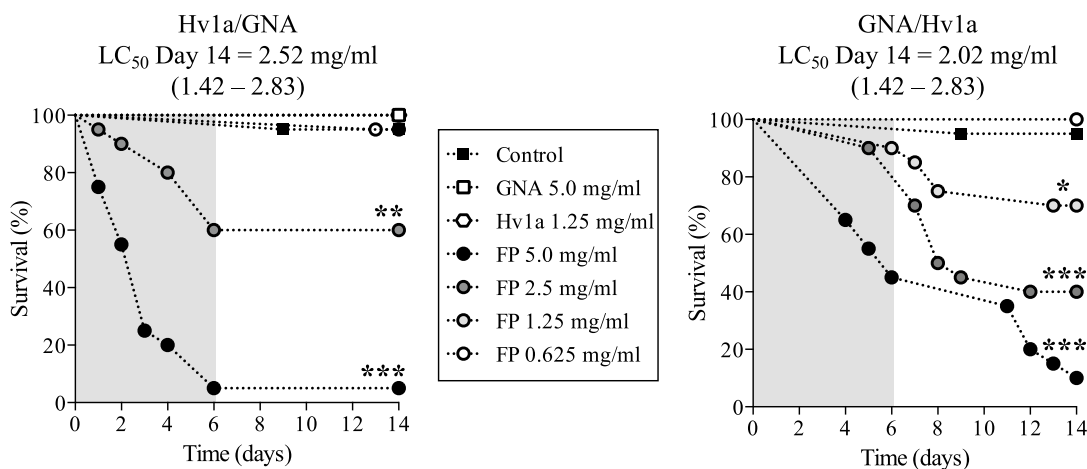 Hv1a/GNA
LC50 Day 14 = 2.52 mg/ml
(1.42 – 2.83)
100
80
60
40
20
0
Survival (%)
**
***
0 2 4 6 8 10 12 14
Time (days)
Control
GNA 5.0 mg/ml
Hv1a 1.25 mg/ml
FP 5.0 mg/ml
FP 2.5 mg/ml
FP 1.25 mg/ml
FP 0.625 mg/ml
GNA/Hv1a
LC50 Day 14 = 2.02 mg/ml
(1.42 – 2.83)
100
80
60
40
20
0
Survival (%)
*
***
***
0 2 4 6 8 10 12 14
Time (days)